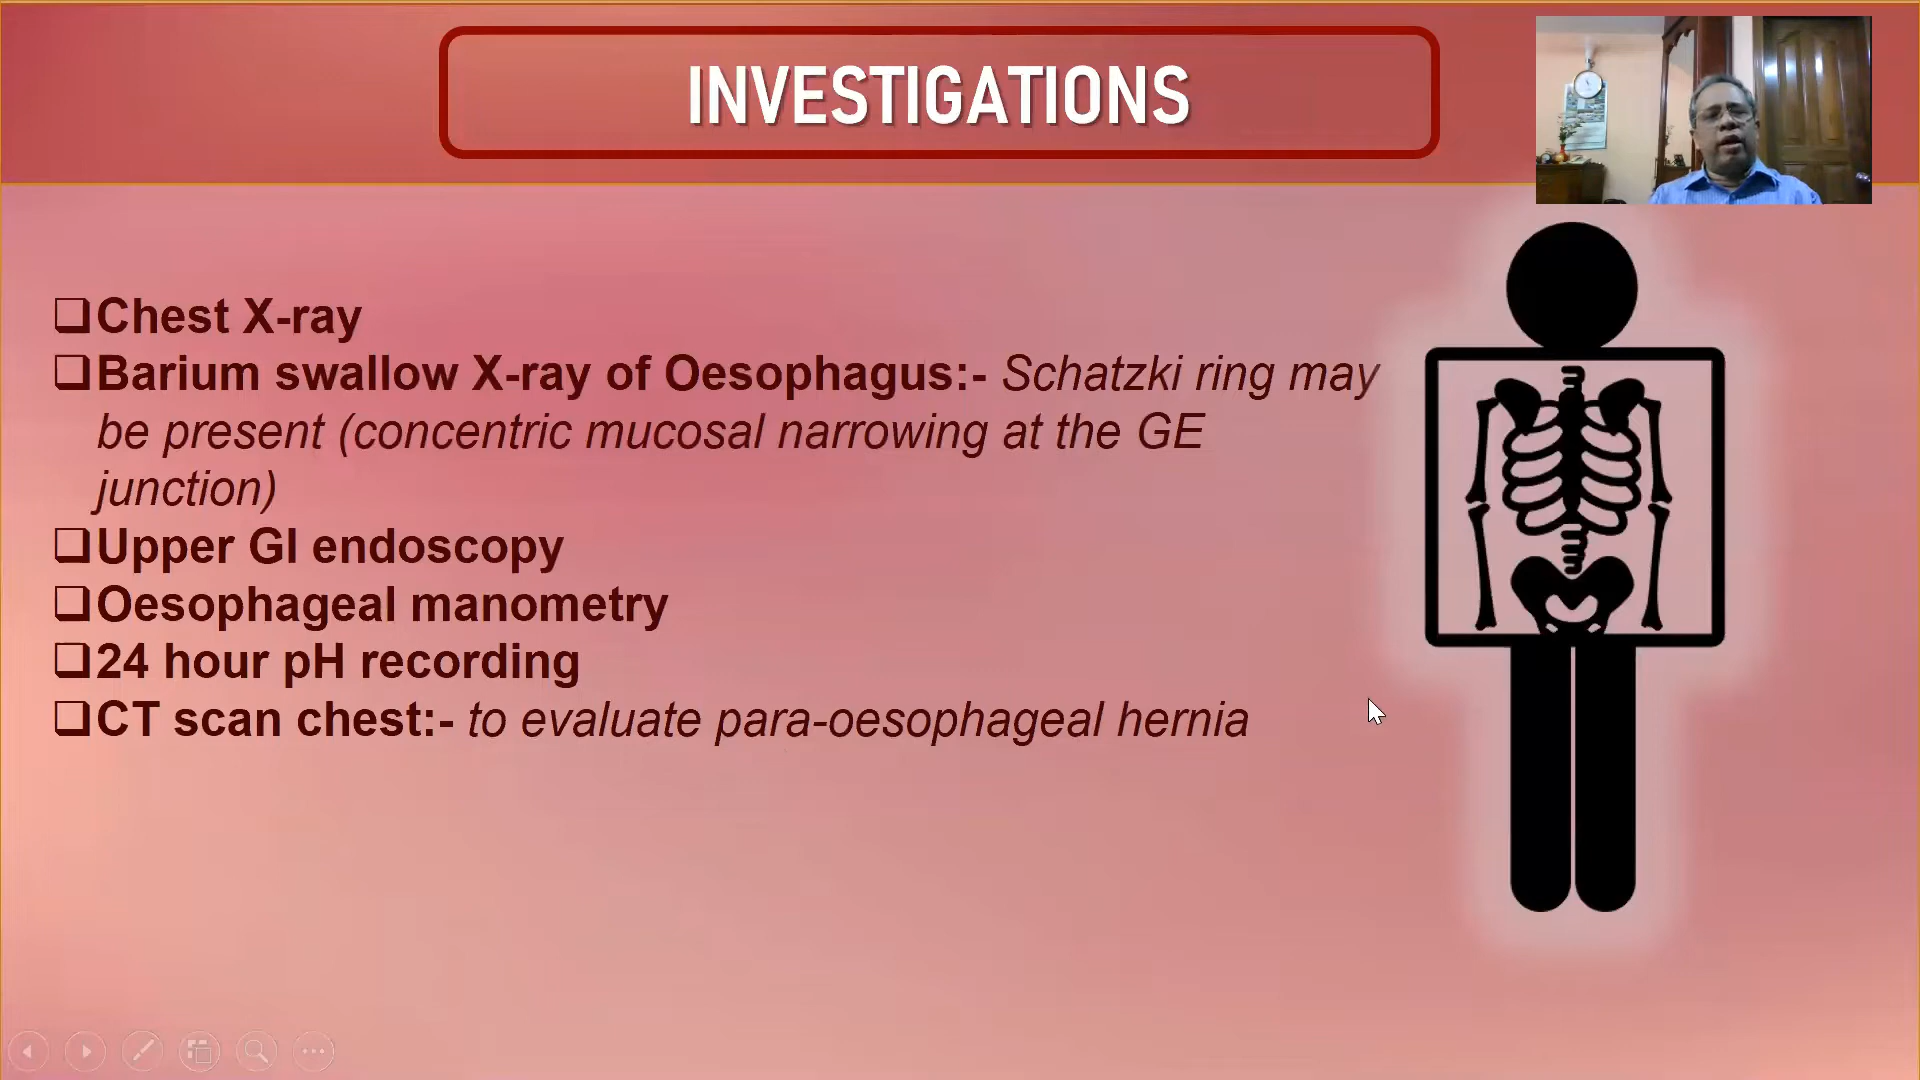 INVESTIGATIONS
❑Chest X-ray
❑Barium swallow X-ray of Oesophagus:- Schatzki ring may
be present (concentric mucosal narrowing at the GE
junction)
❑Upper GI endoscopy
❑Oesophageal manometry
❑24 hour pH recording
❑CT scan chest:- to evaluate para-oesophageal hernia